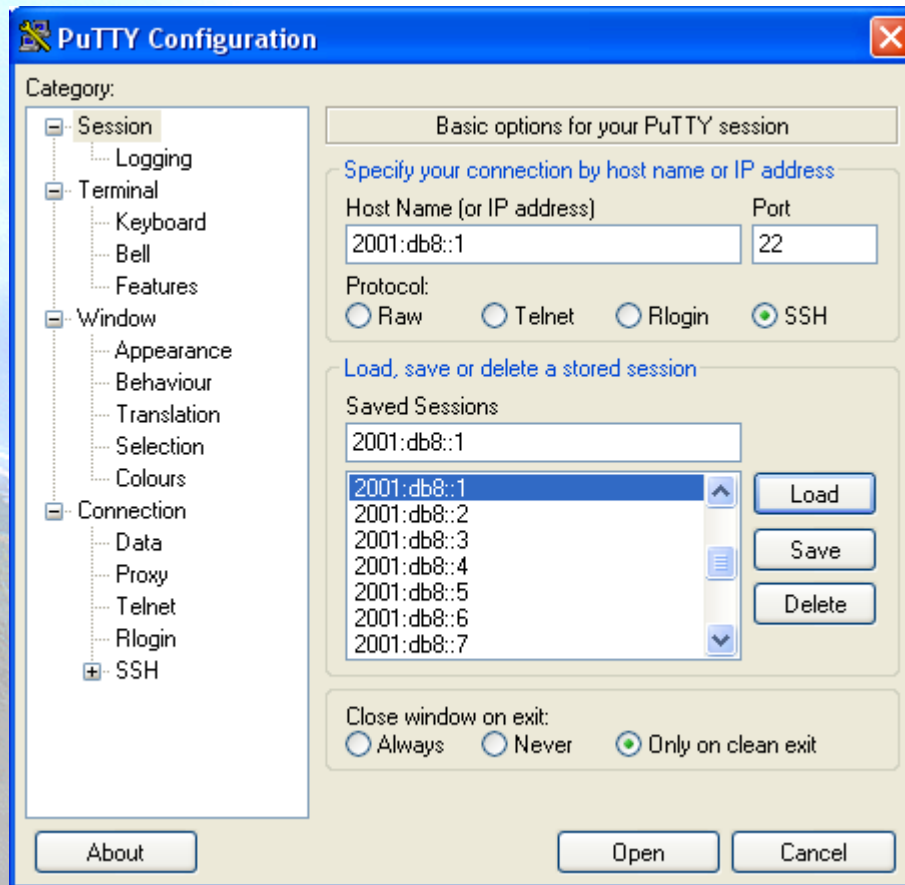 PuTTY Configuration
Category:
Session
Logging
Terminal
Keyboard
Bell
Features
Window
Appearance
Behaviour
Translation
Selection
Colours
Connection
Data
Proxy
Telnet
Rlogin
SSH
Basic options for your PuTTY session
Specify your connection by host name or IP address
Host Name (or IP address) Port
2001:db8::1 22
Protocol:
Raw Telnet Rlogin SSH
Load, save or delete a stored session
Saved Sessions
2001:db8::1
2001:db8::1
2001:db8::2
2001:db8::3
2001:db8::4
2001:db8::5
2001:db8::6
2001:db8::7
Load
Save
Delete
Close window on exit:
Always Never Only on clean exit
About Open Cancel